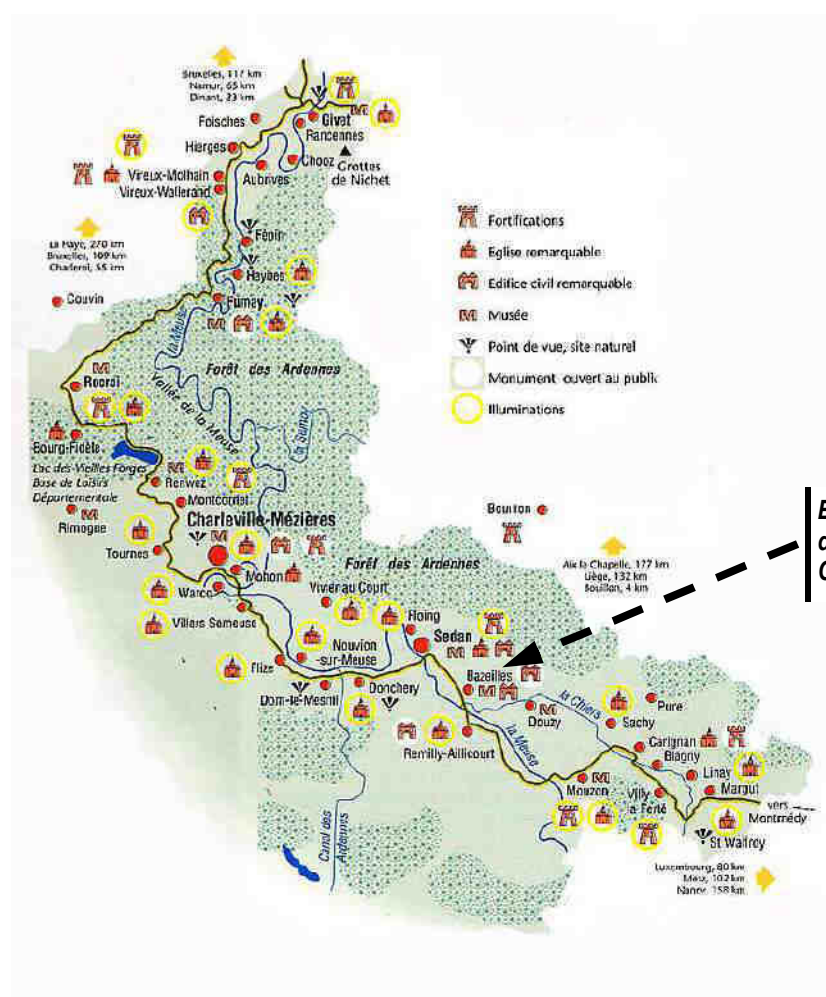 Bruxelles, 117 km
Namur, 65 km
Dinant, 23 km
Foisches
Givet
Rancennes
Hierges
Chooz
Grottes
de Nichet
Vireux-Molhain
Aubrives
Vireux-Wallerand
La Haye, 270 km
Bruxelles, 109 km
Charleroi, 55 km
Fépin
Couvin
Haybes
Fumay
la Meuse
Forêt des Ardennes
Vallée de la Meuse
la Semoy
Rocroi
Bourg-Fidèle
Lac des Vieilles Forges
Base de Loisirs
Départementale
Renwez
Montcornet
Rimogne
Charleville-Mézières
Tournes
Mohon
Forêt des Ardennes
Warcq
Vivier au Court
Villers Semeuse
Floing
Sedan
Nouvion
-sur-Meuse
Flize
Dom-le-Mesnil
Donchery
Bazeilles
Remilly-Aillicourt
Douzy
la Chiers
la Meuse
Pure
Sachy
Carignan
Blagny
Linay
Margut
Mouzon
Villy
a Ferté
vers
Montmédy
St Walfroy
Canal des
Ardennes
Luxembourg, 80 km
Metz, 102 km
Nancy, 158 km
Bouillon
Aix la Chapelle, 177 km
Liège, 132 km
Bouillon, 4 km
Fortifications
Eglise remarquable
Edifice civil remarquable
Musée
Point de vue, site naturel
Monument ouvert au public
Illuminations